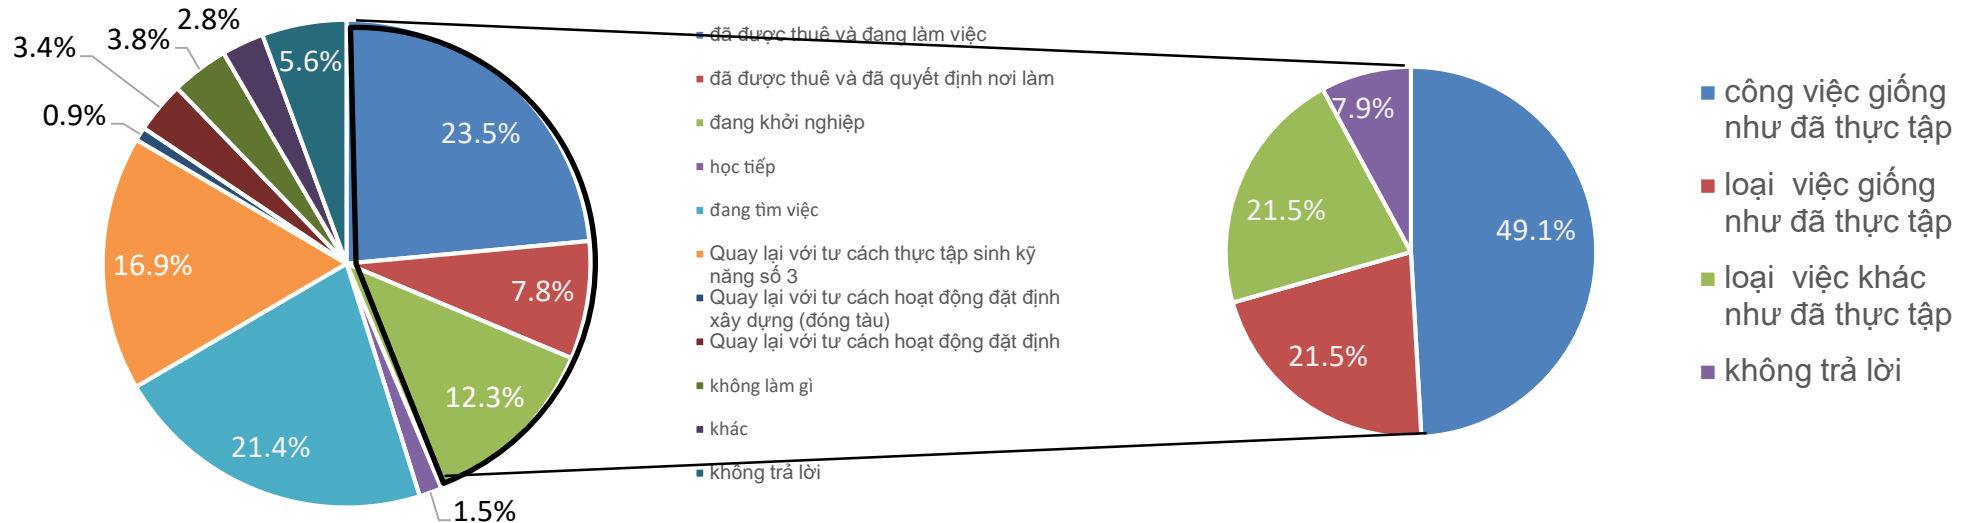 2.8%
3.8%
3.4%
5.6%
0.9%
23.5%
16.9%
7.8%
12.3%
21.4%
1.5%
đã được thuê và đang làm việc
đã được thuê và đã quyết định nơi làm
đang khởi nghiệp
học tiếp
đang tìm việc
Quay lại với tư cách thực tập sinh kỹ
năng số 3
Quay lại với tư cách hoạt động đặt định
xây dựng (đóng tàu)
Quay lại với tư cách hoạt động đặt định
không làm gì
khác
không trả lời
7.9%
21.5%
49.1%
21.5%
công việc giống
như đã thực tập
loại việc giống
như đã thực tập
loại việc khác
như đã thực tập
không trả lời